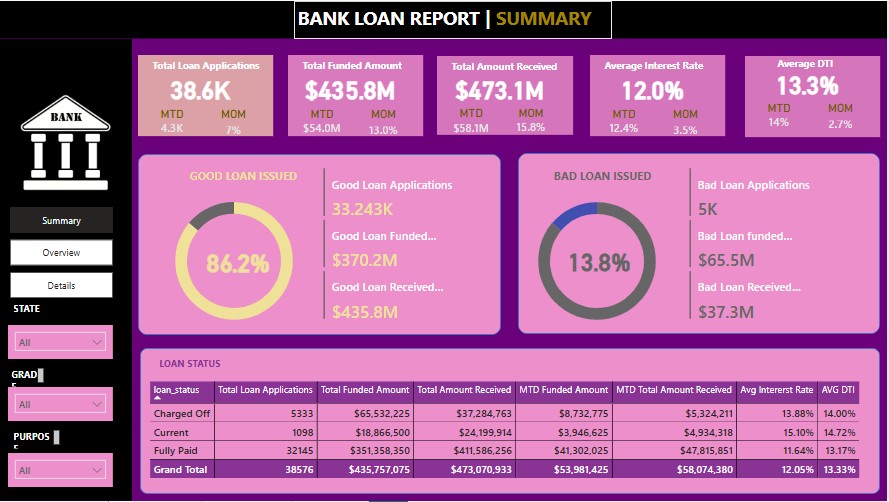 BANK LOAN REPORT | SUMMARY
Total Loan Applications
38.6K
MTD MOM
4.3K 7%
Total Funded Amount
$435.8M
MTD MOM
$54.0M 13.0%
Total Amount Received
$473.1M
MTD MOM
$58.1M 15.8%
Average Interest Rate
12.0%
MTD MOM
12.4% 3.5%
Average DTI
13.3%
MTD MOM
14% 2.7%
BANK
Summary
Overview
Details
STATE
All
GRAD
E
All
PURPOS
E
All
GOOD LOAN ISSUED
86.2%
Good Loan Applications
33.243K
Good Loan Funded...
$370.2M
Good Loan Received...
$435.8M
BAD LOAN ISSUED
13.8%
Bad Loan Applications
5K
Bad Loan funded...
$65.5M
Bad Loan Received...
$37.3M
LOAN STATUS
loan_status Total Loan Applications Total Funded Amount Total Amount Received MTD Funded Amount MTD Total Amount Received Avg Intererst Rate AVG DTI
Charged Off 5333 $65,532,225 $37,284,763 $8,732,775 $5,324,211 13.88% 14.00%
Current 1098 $18,866,500 $24,199,914 $3,946,625 $4,934,318 15.10% 14.72%
Fully Paid 32145 $351,358,350 $411,586,256 $41,302,025 $47,815,851 11.64% 13.17%
Grand Total 38576 $435,757,075 $473,070,933 $53,981,425 $58,074,380 12.05% 13.33%